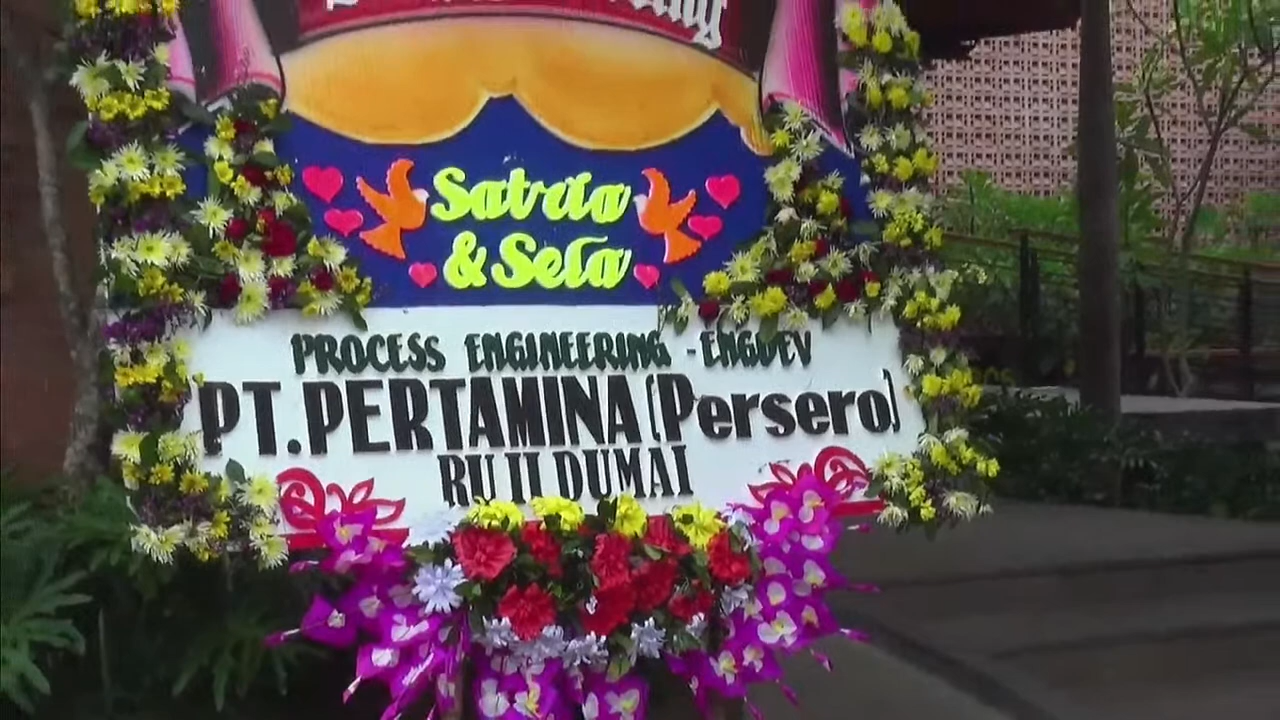 Satria
& Sela
PROCESS ENGINEERING - ENGDEV
PT. PERTAMINA (Persero)
RU II DUMAI